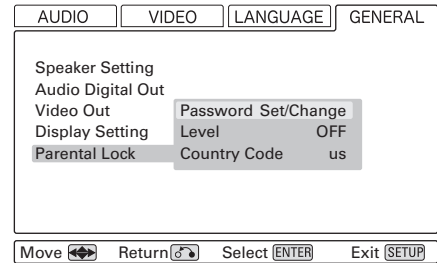 AUDIO VIDEO LANGUAGE GENERAL
Speaker Setting
Audio Digital Out
Video Out
Display Setting
Parental Lock
Password Set/Change
Level OFF
Country Code us
Move Return Select ENTER Exit SETUP